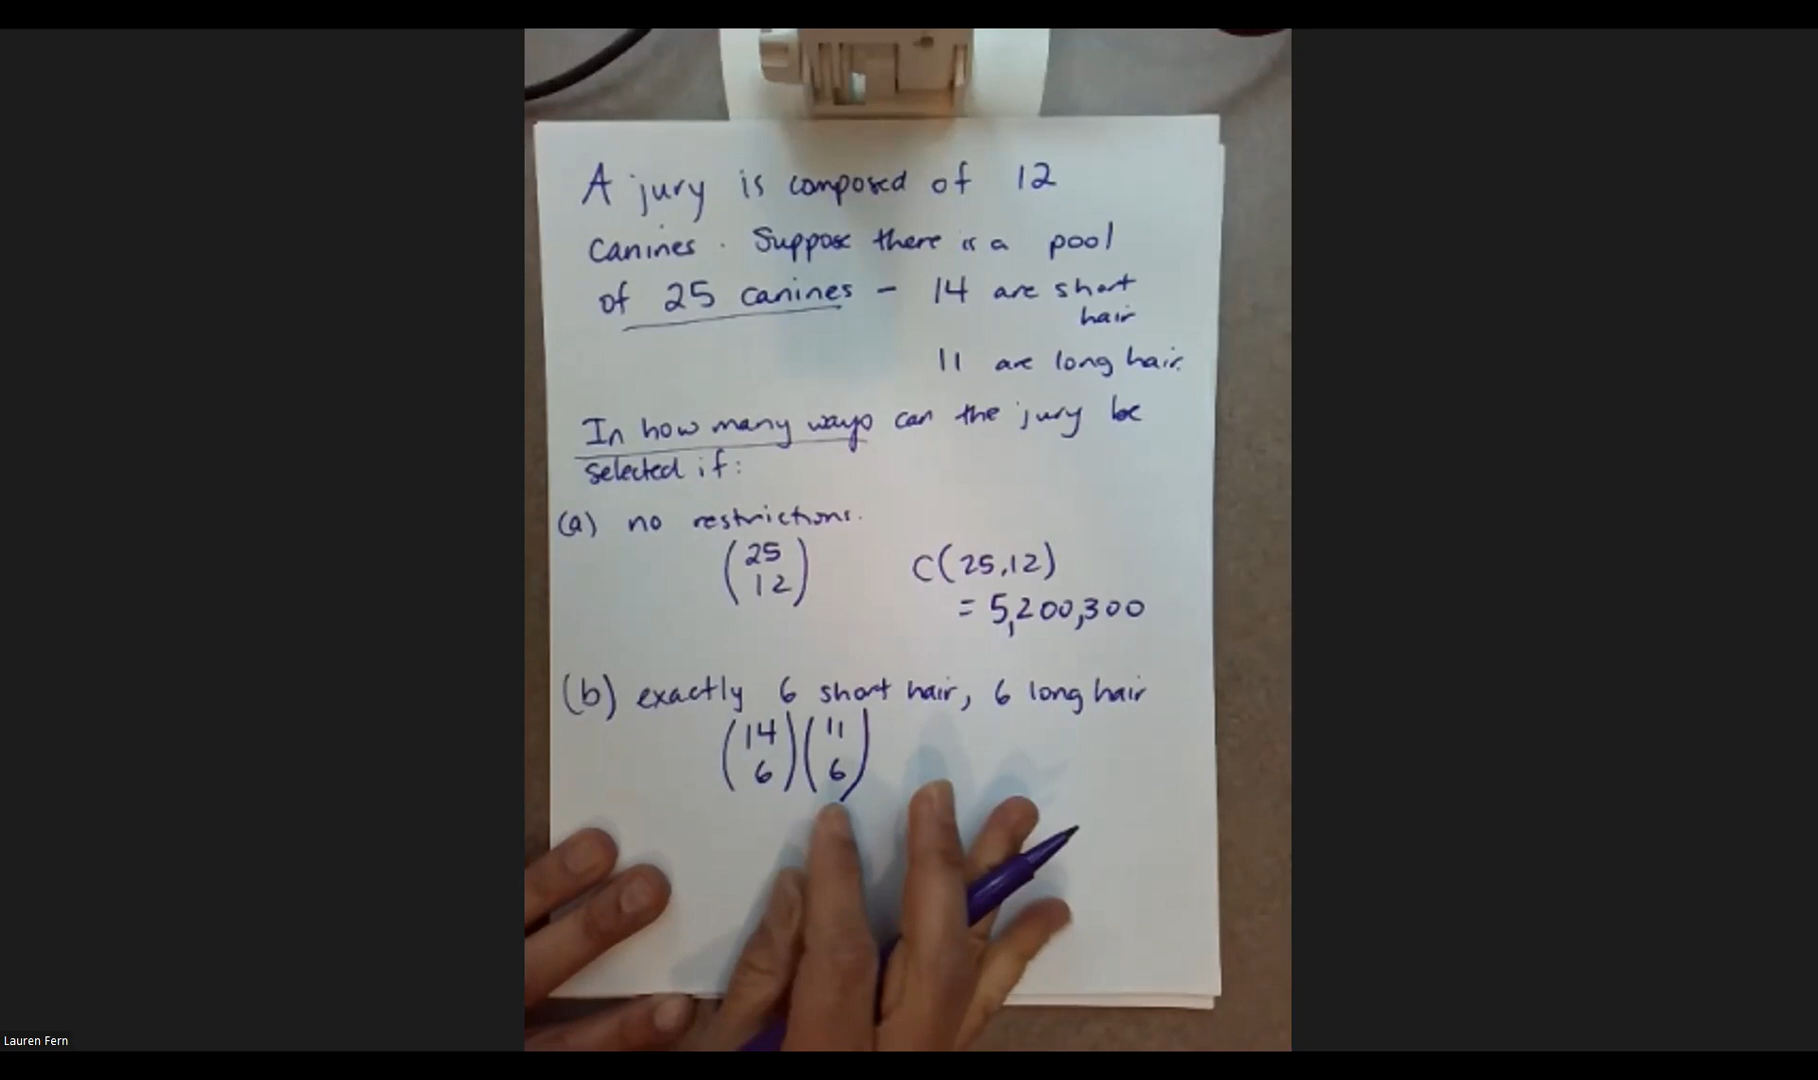 A jury is composed of 12
canines. Suppose there is a pool
of 25 canines - 14 are short
hair
11 are long hair.
In how many ways can the jury be
selected if:
(a) no restrictions.
(25 12) C(25,12)
= 5,200,300
(b) exactly 6 short hair, 6 long hair
(14 6)(11 6)
Lauren Fern